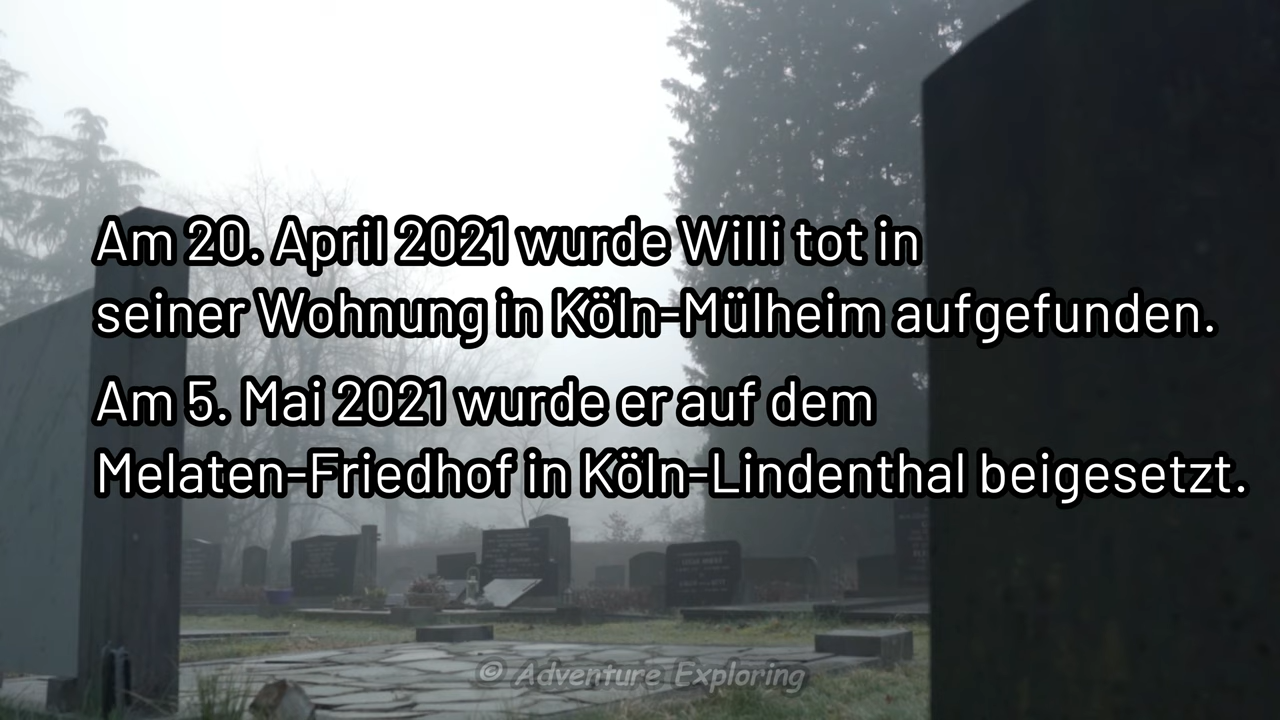 Am 20. April 2021 wurde Willi tot in
seiner Wohnung in Köln-Mülheim aufgefunden.
Am 5. Mai 2021 wurde er auf dem
Melaten-Friedhof in Köln-Lindenthal beigesetzt.
© Adventure Exploring